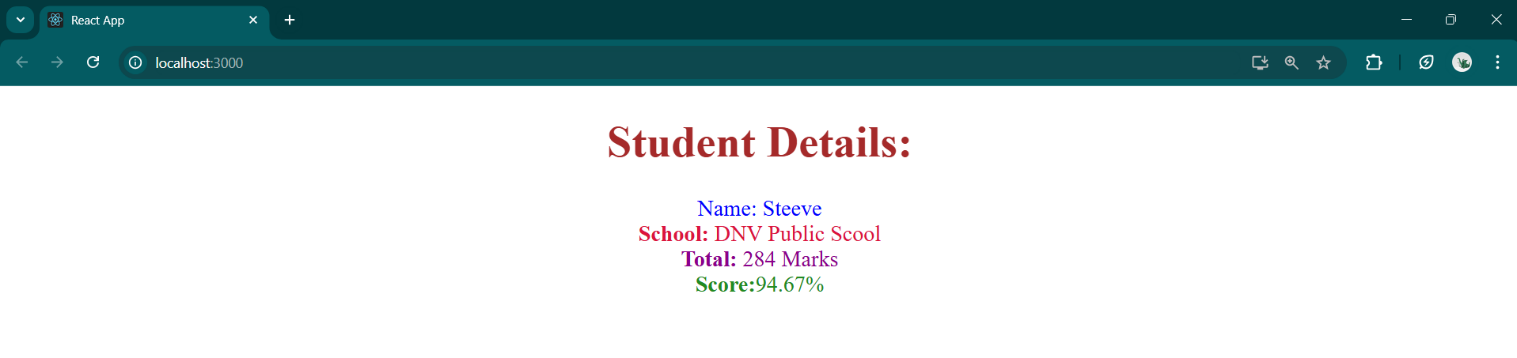 React App
localhost:3000
Student Details:
Name: Steeve
School: DNV Public Scool
Total: 284 Marks
Score:94.67%